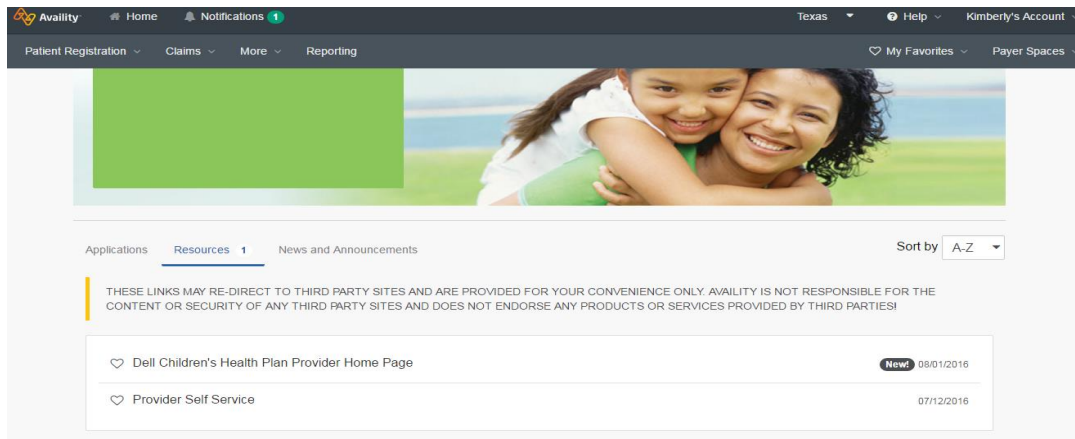 Availity Home Notifications 1 Texas Help Kimberly's Account
Patient Registration Claims More Reporting My Favorites Payer Spaces
Applications Resources 1 News and Announcements Sort by A-Z
THESE LINKS MAY RE-DIRECT TO THIRD PARTY SITES AND ARE PROVIDED FOR YOUR CONVENIENCE ONLY. AVAILITY IS NOT RESPONSIBLE FOR THE
CONTENT OR SECURITY OF ANY THIRD PARTY SITES AND DOES NOT ENDORSE ANY PRODUCTS OR SERVICES PROVIDED BY THIRD PARTIES!
Dell Children's Health Plan Provider Home Page New! 08/01/2016
Provider Self Service 07/12/2016